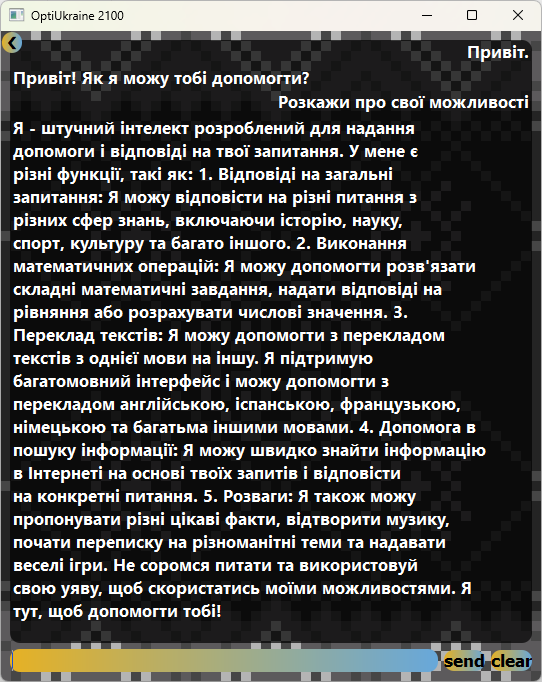 OptiUkraine 2100
Привіт.
Привіт! Як я можу тобі допомогти?
Розкажи про свої можливості
Я - штучний інтелект розроблений для надання
допомоги і відповіді на твої запитання. У мене є
різні функції, такі як: 1. Відповіді на загальні
запитання: Я можу відповісти на різні питання з
різних сфер знань, включаючи історію, науку,
спорт, культуру та багато іншого. 2. Виконання
математичних операцій: Я можу допомогти розв'язати
складні математичні завдання, надати відповіді на
рівняння або розрахувати числові значення. 3.
Переклад текстів: Я можу допомогти з перекладом
текстів з однієї мови на іншу. Я підтримую
багатомовний інтерфейс і можу допомогти з
перекладом англійською, іспанською, французькою,
німецькою та багатьма іншими мовами. 4. Допомога в
пошуку інформації: Я можу швидко знайти інформацію
в Інтернеті на основі твоїх запитів і відповісти
на конкретні питання. 5. Розваги: Я також можу
пропонувати різні цікаві факти, відтворити музику,
почати переписку на різноманітні теми та надавати
веселі ігри. Не соромся питати та використовуй
свою уяву, щоб скористатись моїми можливостями. Я
тут, щоб допомогти тобі!
send clear